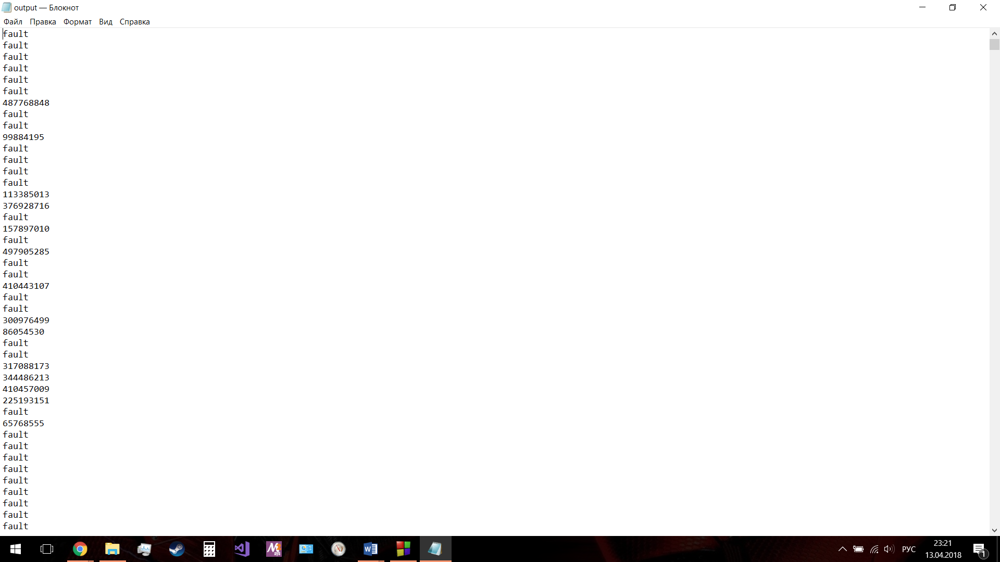 output — Блокнот
Файл Правка Формат Вид Справка
fault
fault
fault
fault
fault
fault
487768848
fault
fault
99884195
fault
fault
fault
fault
113385013
376928716
fault
157897010
fault
497905285
fault
fault
410443107
fault
fault
300976499
86054530
fault
fault
317088173
344486213
410457009
225193151
fault
65768555
fault
fault
fault
fault
fault
fault
fault
fault
fault
РУС
23:21
13.04.2018
1